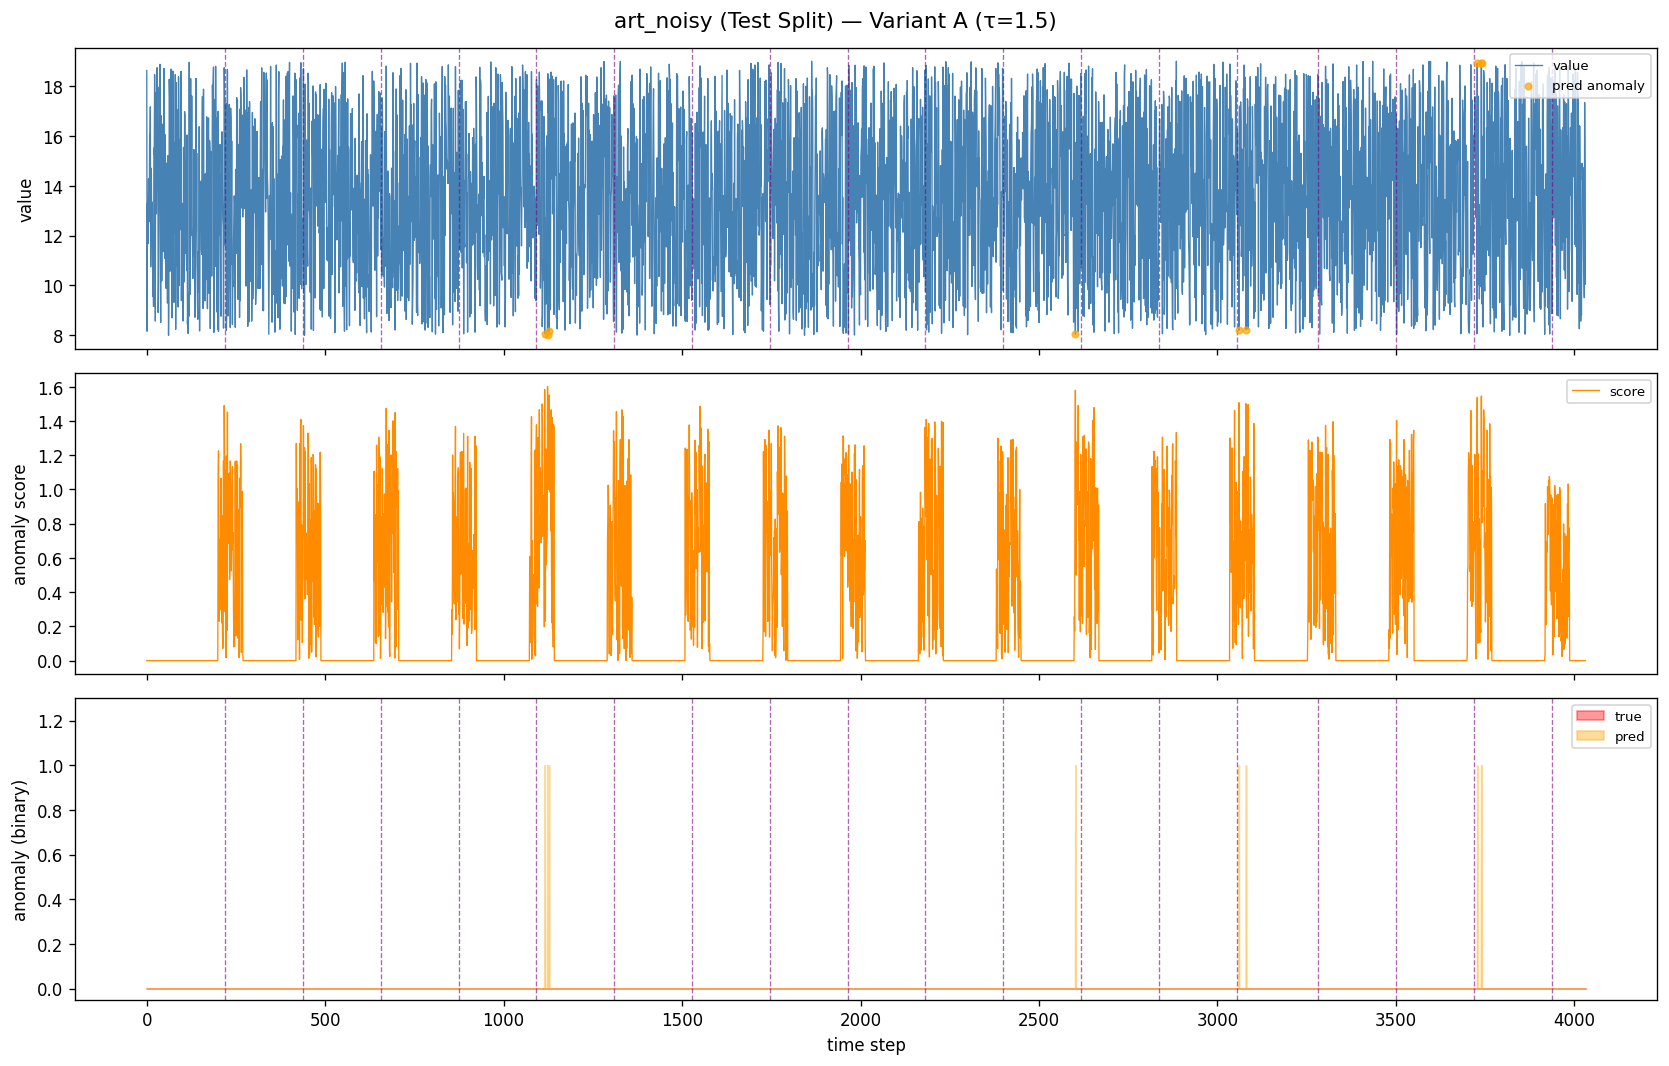 art_noisy (Test Split) — Variant A (τ=1.5)
value
pred anomaly
18
16
14
12
10
8
value
score
1.6
1.4
1.2
1.0
0.8
0.6
0.4
0.2
0.0
anomaly score
true
pred
1.2
1.0
0.8
0.6
0.4
0.2
0.0
anomaly (binary)
0 500 1000 1500 2000 2500 3000 3500 4000
time step